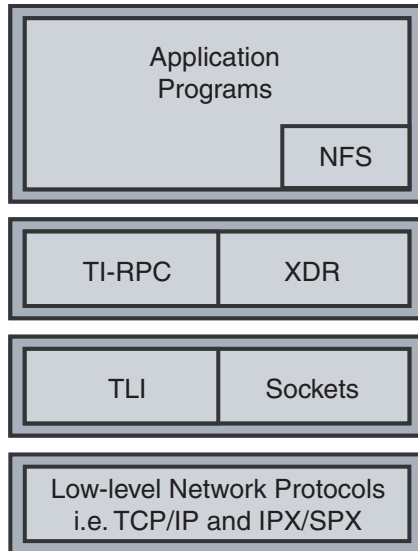 Application
Programs
NFS
TI-RPC
XDR
TLI
Sockets
Low-level Network Protocols
i.e. TCP/IP and IPX/SPX